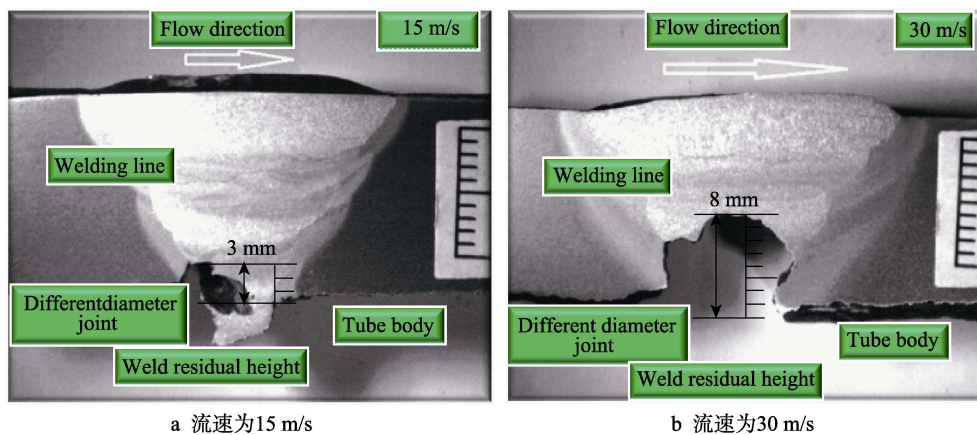 Flow direction
15 m/s
Welding line
3 mm
Differentdiameter
joint
Tube body
Weld residual height
a 流速为15 m/s
Flow direction
30 m/s
Welding line
8 mm
Different diameter
joint
Tube body
Weld residual height
b 流速为30 m/s